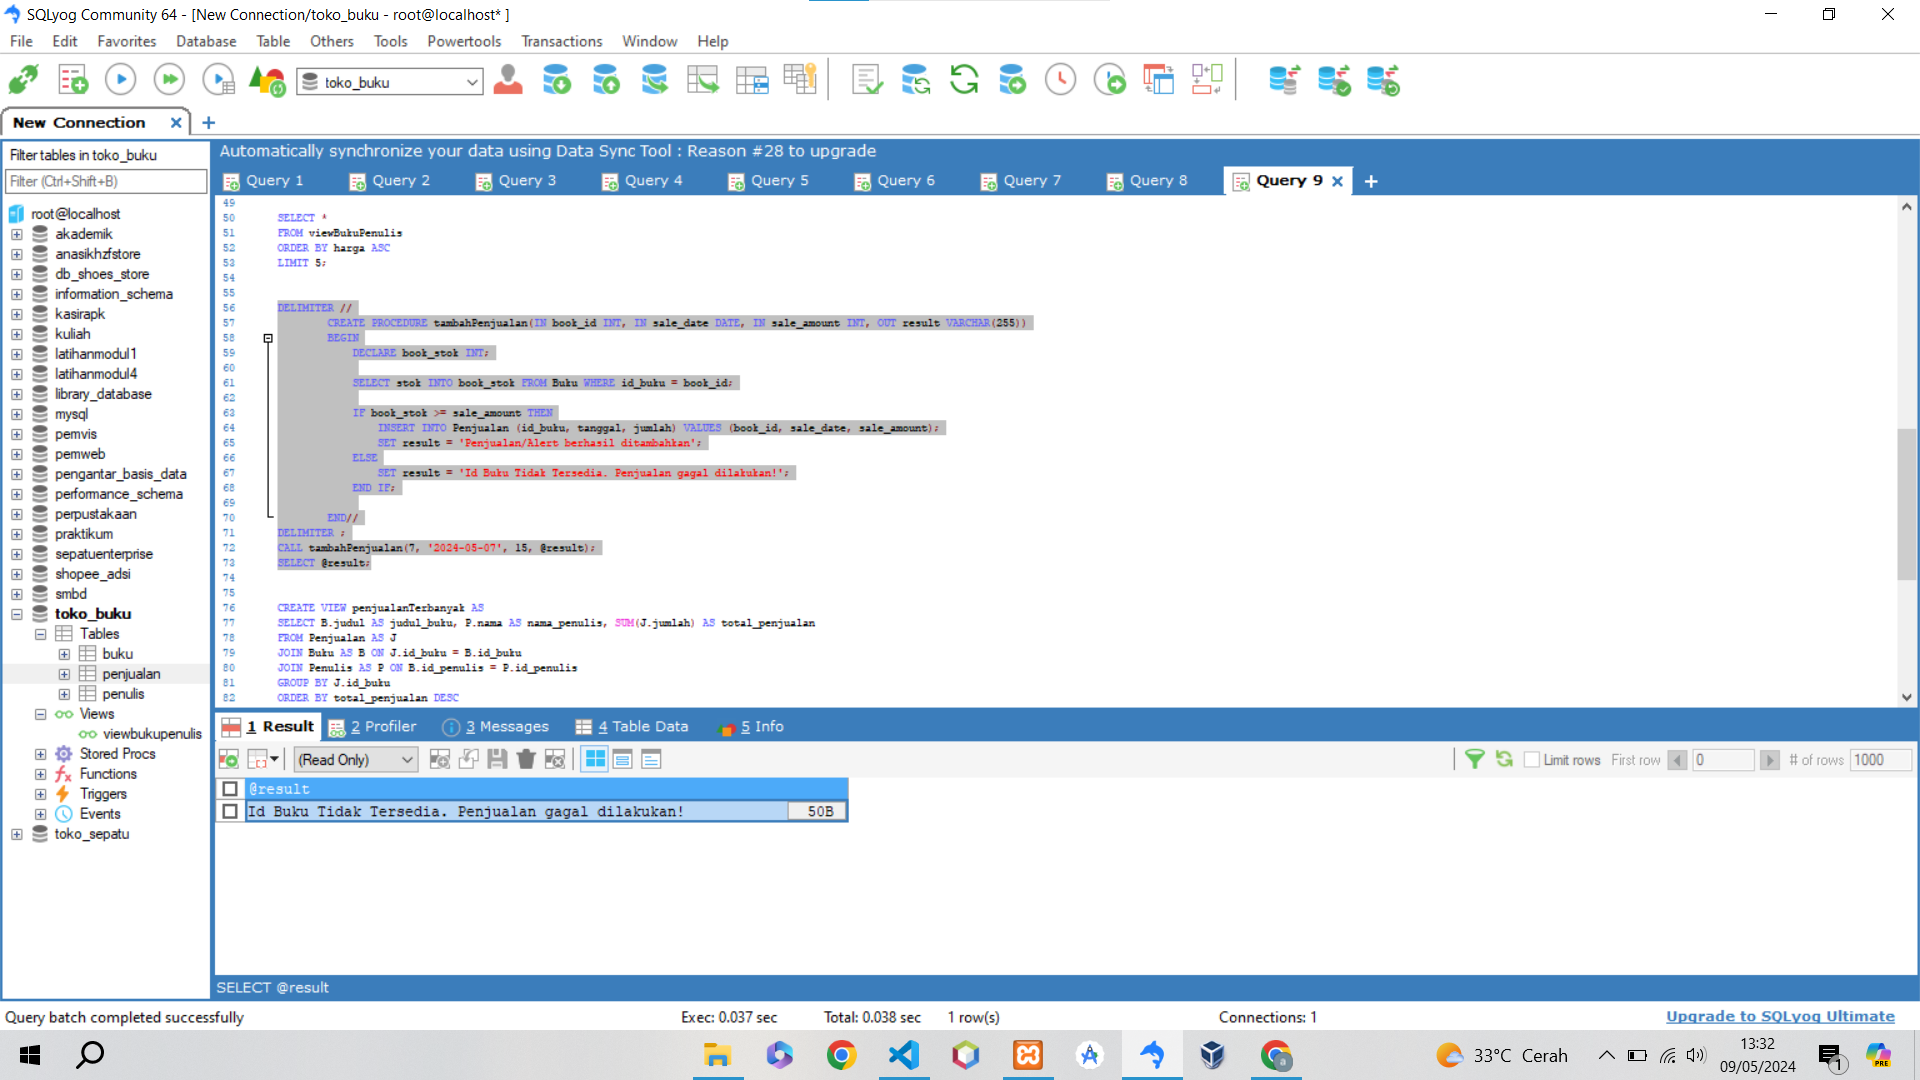 SQLyog Community 64 - [New Connection/toko_buku - root@localhost* ]
File Edit Favorites Database Table Others Tools Powertools Transactions Window Help
toko_buku
New Connection
Filter tables in toko_buku
Filter (Ctrl+Shift+B)
root@localhost
akademik
anasikhzfstore
db_shoes_store
information_schema
kasirapk
kuliah
latihanmodul1
latihanmodul4
library_database
mysql
pemvis
pemweb
pengantar_basis_data
performance_schema
perpustakaan
praktikum
sepatuenterprise
shopee_adsi
smbd
toko_buku
Tables
buku
penjualan
penulis
Views
viewbukupenulis
Stored Procs
Functions
Triggers
Events
toko_sepatu
Automatically synchronize your data using Data Sync Tool : Reason #28 to upgrade
Query 1 Query 2 Query 3 Query 4 Query 5 Query 6 Query 7 Query 8 Query 9
49
50 SELECT *
51 FROM viewBukuPenulis
52 ORDER BY harga ASC
53 LIMIT 5;
54
55
56 DELIMITER //
57 CREATE PROCEDURE tambahPenjualan(IN book_id INT, IN sale_date DATE, IN sale_amount INT, OUT result VARCHAR(255))
58 BEGIN
59 DECLARE book_stok INT;
60
61 SELECT stok INTO book_stok FROM Buku WHERE id_buku = book_id;
62
63 IF book_stok >= sale_amount THEN
64 INSERT INTO Penjualan (id_buku, tanggal, jumlah) VALUES (book_id, sale_date, sale_amount);
65 SET result = 'Penjualan/Alert berhasil ditambahkan';
66 ELSE
67 SET result = 'Id Buku Tidak Tersedia. Penjualan gagal dilakukan!';
68 END IF;
69
70 END//
71 DELIMITER ;
72 CALL tambahPenjualan(7, '2024-05-07', 15, @result);
73 SELECT @result;
74
75
76 CREATE VIEW penjualanTerbanyak AS
77 SELECT B.judul AS judul_buku, P.nama AS nama_penulis, SUM(J.jumlah) AS total_penjualan
78 FROM Penjualan AS J
79 JOIN Buku AS B ON J.id_buku = B.id_buku
80 JOIN Penulis AS P ON B.id_penulis = P.id_penulis
81 GROUP BY J.id_buku
82 ORDER BY total_penjualan DESC
1 Result 2 Profiler 3 Messages 4 Table Data 5 Info
(Read Only) Limit rows First row 0 # of rows 1000
@result
Id Buku Tidak Tersedia. Penjualan gagal dilakukan! 50B
SELECT @result
Query batch completed successfully Exec: 0.037 sec Total: 0.038 sec 1 row(s) Connections: 1 Upgrade to SQLyog Ultimate
33°C Cerah 13:32
09/05/2024
1
PRE